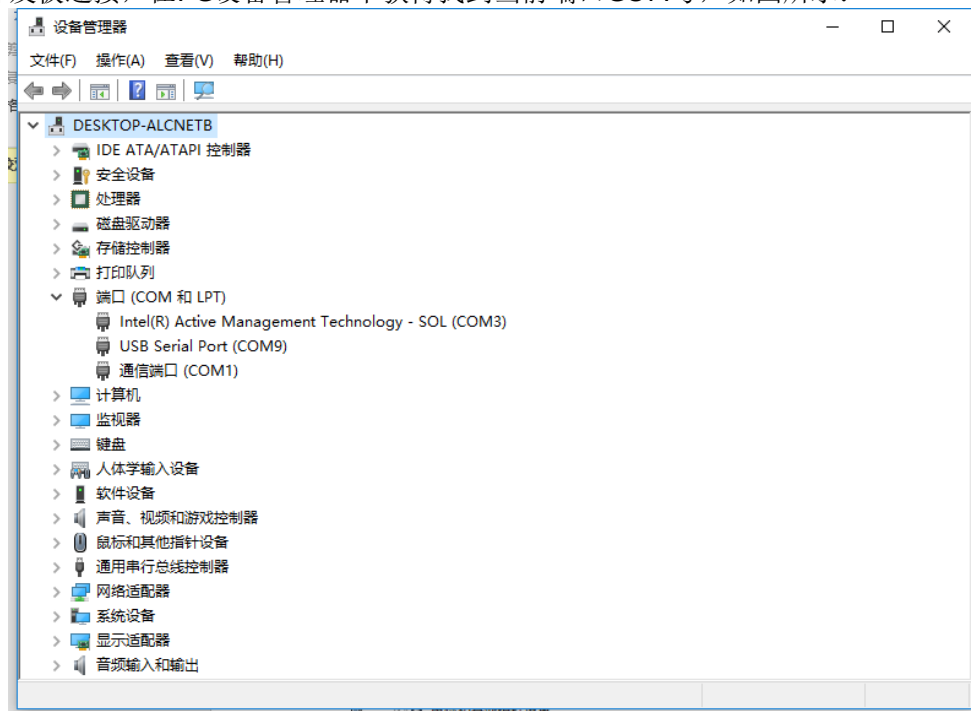 设备管理器
文件(F) 操作(A) 查看(V) 帮助(H)
DESKTOP-ALCNETB
IDE ATA/ATAPI 控制器
安全设备
处理器
磁盘驱动器
存储控制器
打印队列
端口 (COM 和 LPT)
Intel(R) Active Management Technology - SOL (COM3)
USB Serial Port (COM9)
通信端口 (COM1)
计算机
监视器
键盘
人体学输入设备
软件设备
声音、视频和游戏控制器
鼠标和其他指针设备
通用串行总线控制器
网络适配器
系统设备
显示适配器
音频输入和输出